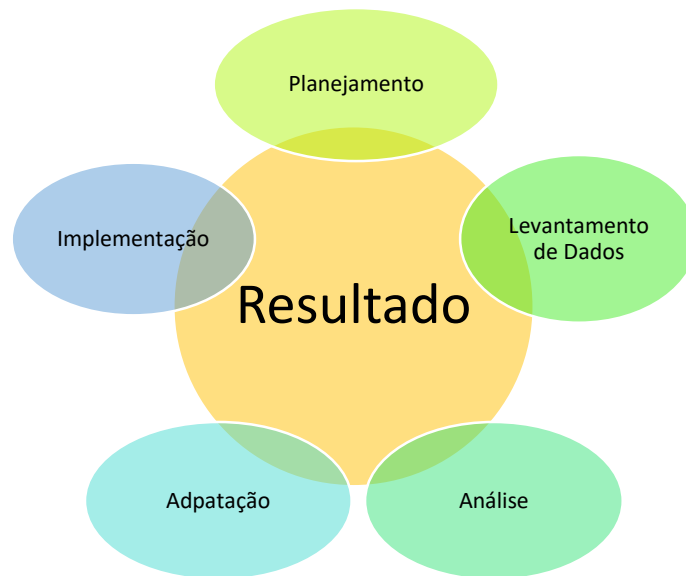 Planejamento
Levantamento
de Dados
Implementação
Resultado
Adpatação
Análise